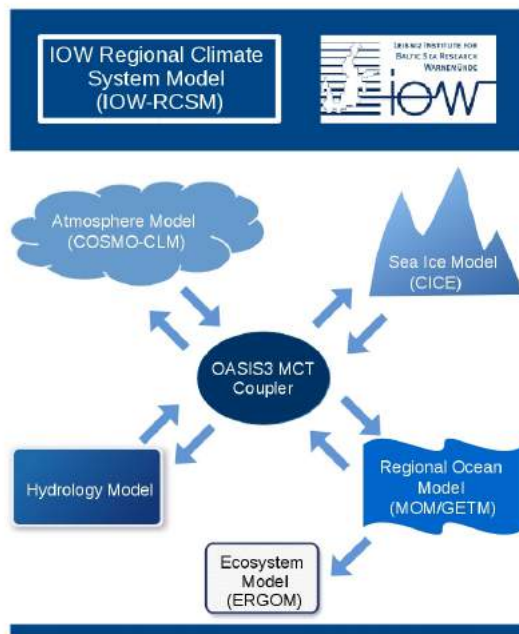 IOW Regional Climate
System Model
(IOW-RCSM)
LEIBNIZ INSTITUTE FOR
BALTIC SEA RESEARCH
WARNEMÜNDE
iow
Atmosphere Model
(COSMO-CLM)
Sea Ice Model
(CICE)
OASIS3 MCT
Coupler
Hydrology Model
Regional Ocean
Model
(MOM/GETM)
Ecosystem
Model
(ERGOM)